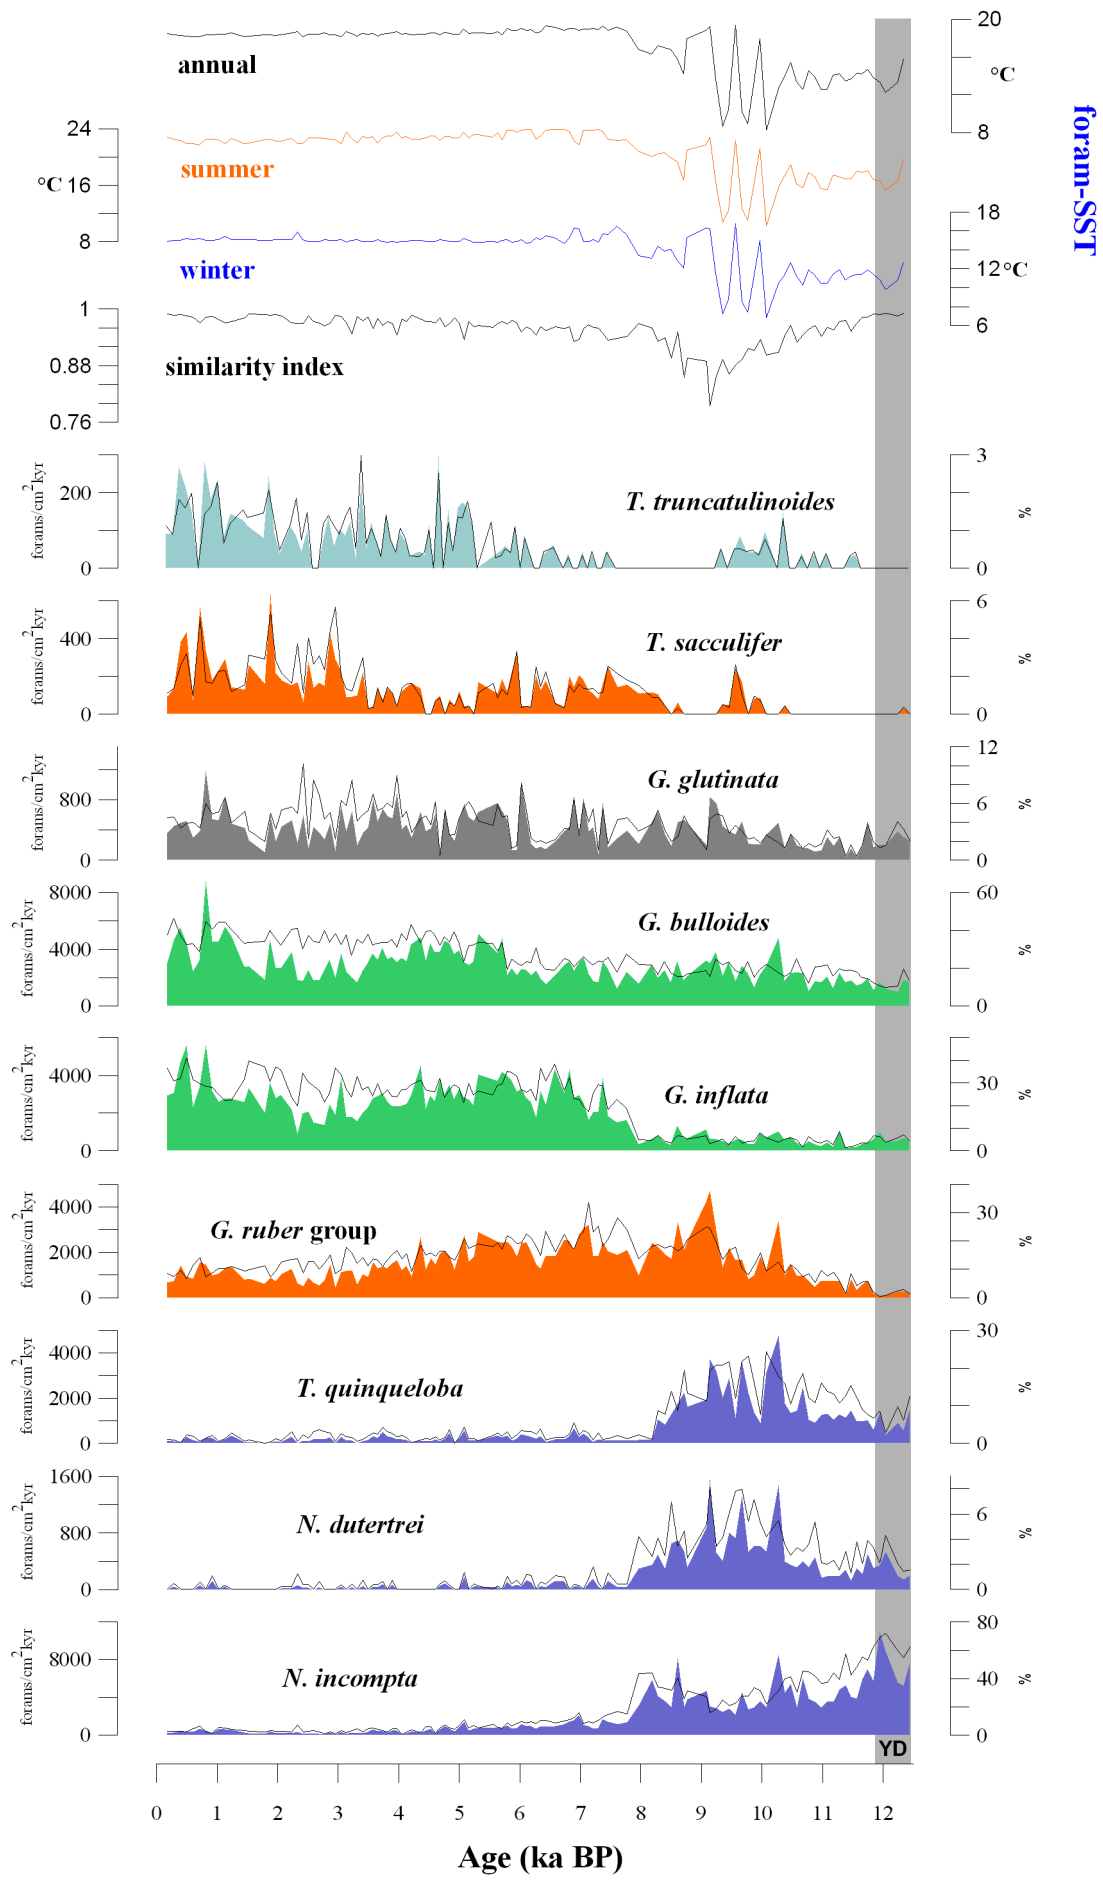 20
annual
°C
8
24
summer
°C 16
8
foram-SST
18
winter
12 °C
6
1
similarity index
0.88
0.76
forams/cm²kyr
200
0
T. truncatulinoides
3
%
0
forams/cm²kyr
400
0
T. sacculifer
6
%
0
forams/cm²kyr
800
0
G. glutinata
12
6
%
0
forams/cm²kyr
8000
4000
0
G. bulloides
60
%
0
forams/cm²kyr
4000
0
G. inflata
30
%
0
forams/cm²kyr
4000
2000
0
G. ruber group
30
%
0
forams/cm²kyr
4000
2000
0
T. quinqueloba
30
%
0
forams/cm²kyr
1600
800
0
N. dutertrei
6
%
0
forams/cm²kyr
8000
0
N. incompta
80
40
%
0
YD
0 1 2 3 4 5 6 7 8 9 10 11 12
Age (ka BP)